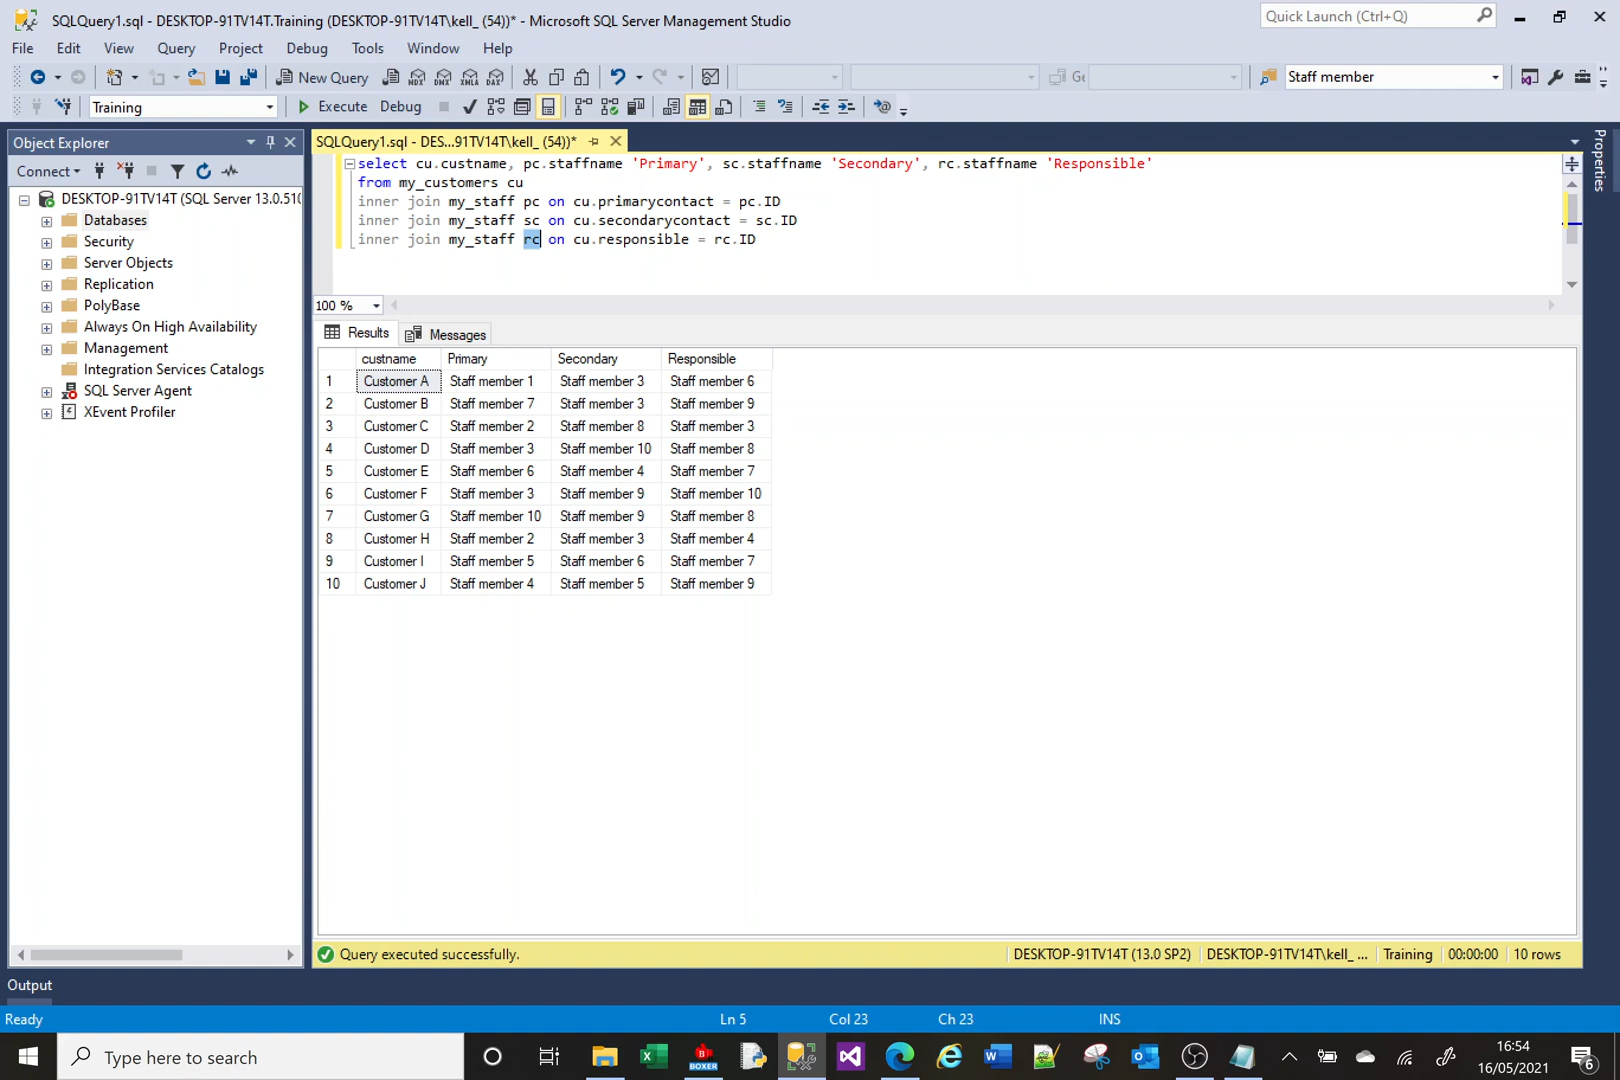 SQLQuery1.sql - DESKTOP-91TV14T.Training (DESKTOP-91TV14T\kell_ (54))* - Microsoft SQL Server Management Studio
Quick Launch (Ctrl+Q)
File Edit View Query Project Debug Tools Window Help
New Query MDX DMX XMLA DAX Ge Staff member
Training Execute Debug
Object Explorer
SQLQuery1.sql - DES...91TV14T\kell_ (54))*
Properties
Connect
DESKTOP-91TV14T (SQL Server 13.0.510
Databases
Security
Server Objects
Replication
PolyBase
Always On High Availability
Management
Integration Services Catalogs
SQL Server Agent
XEvent Profiler
select cu.custname, pc.staffname 'Primary', sc.staffname 'Secondary', rc.staffname 'Responsible'
from my_customers cu
inner join my_staff pc on cu.primarycontact = pc.ID
inner join my_staff sc on cu.secondarycontact = sc.ID
inner join my_staff rc on cu.responsible = rc.ID
100 %
Results Messages
custname Primary Secondary Responsible
1 Customer A Staff member 1 Staff member 3 Staff member 6
2 Customer B Staff member 7 Staff member 3 Staff member 9
3 Customer C Staff member 2 Staff member 8 Staff member 3
4 Customer D Staff member 3 Staff member 10 Staff member 8
5 Customer E Staff member 6 Staff member 4 Staff member 7
6 Customer F Staff member 3 Staff member 9 Staff member 10
7 Customer G Staff member 10 Staff member 9 Staff member 8
8 Customer H Staff member 2 Staff member 3 Staff member 4
9 Customer I Staff member 5 Staff member 6 Staff member 7
10 Customer J Staff member 4 Staff member 5 Staff member 9
Query executed successfully. DESKTOP-91TV14T (13.0 SP2) DESKTOP-91TV14T\kell_ ... Training 00:00:00 10 rows
Output
Ready Ln 5 Col 23 Ch 23 INS
Type here to search
BOXER
16:54
16/05/2021
6